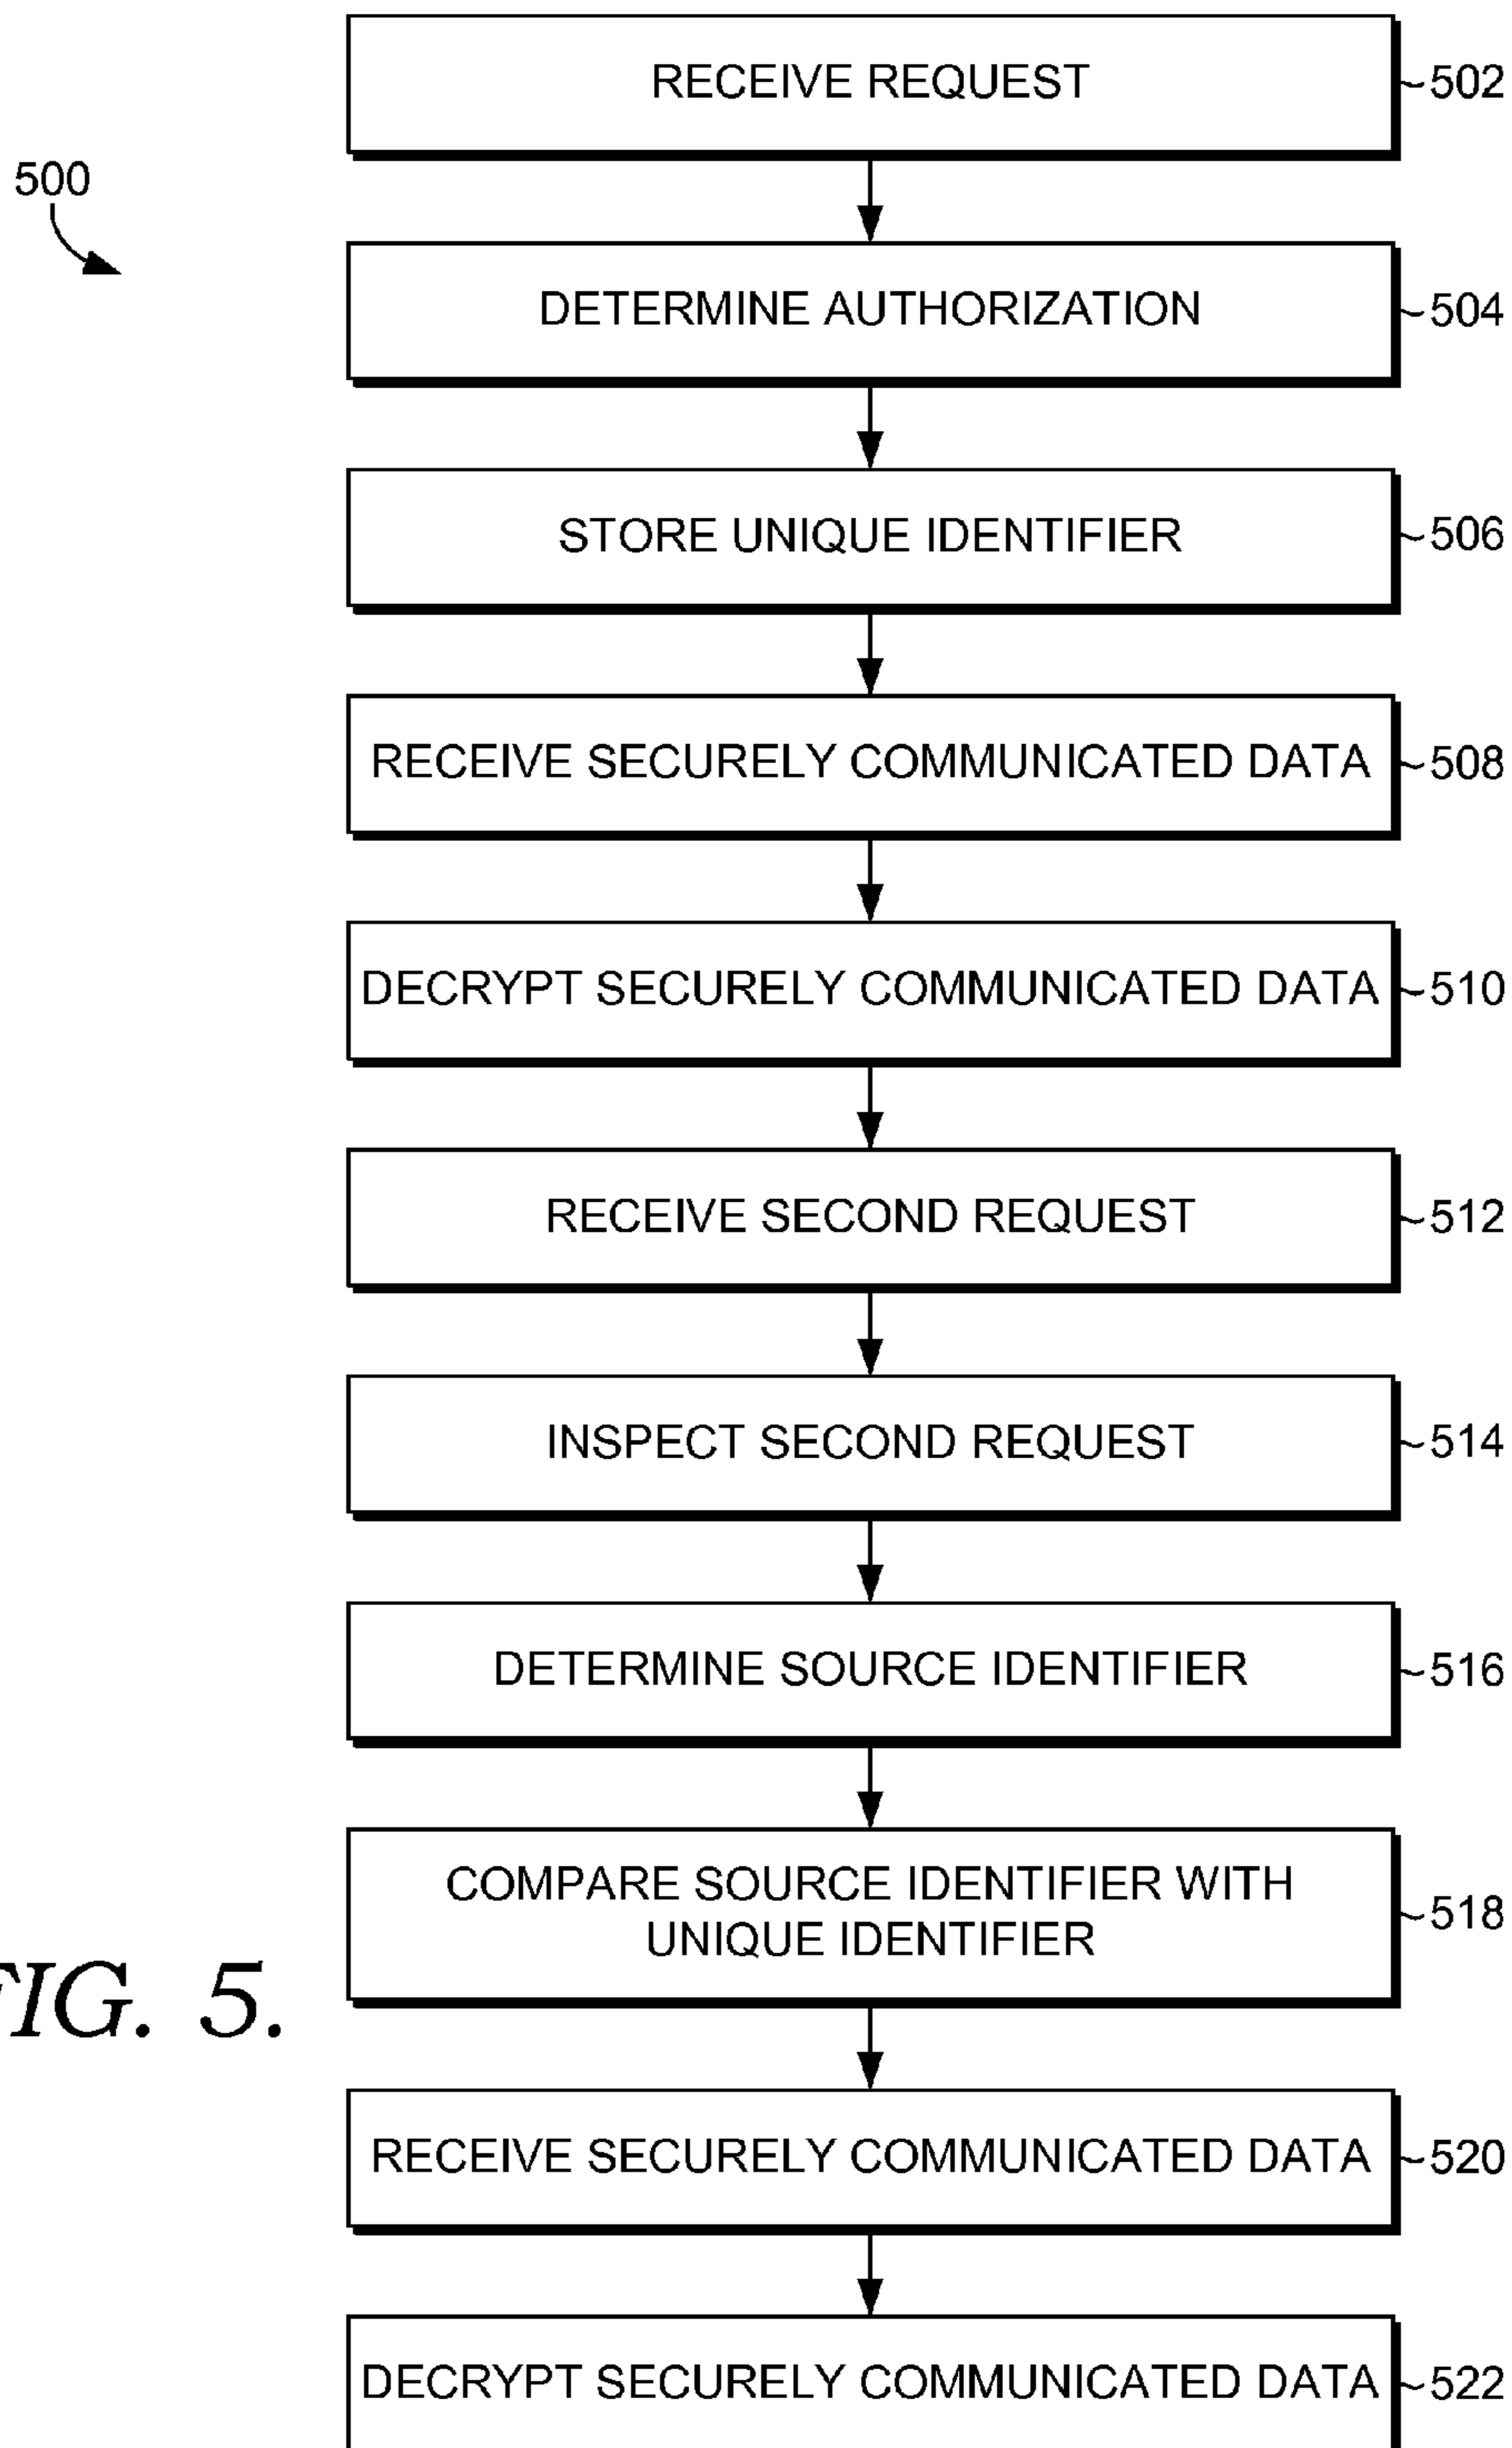 RECEIVE REQUEST
502
500
DETERMINE AUTHORIZATION
504
STORE UNIQUE IDENTIFIER
506
RECEIVE SECURELY COMMUNICATED DATA
508
DECRYPT SECURELY COMMUNICATED DATA
510
RECEIVE SECOND REQUEST
512
INSPECT SECOND REQUEST
514
DETERMINE SOURCE IDENTIFIER
516
COMPARE SOURCE IDENTIFIER WITH
UNIQUE IDENTIFIER
518
FIG. 5.
RECEIVE SECURELY COMMUNICATED DATA
520
DECRYPT SECURELY COMMUNICATED DATA
522